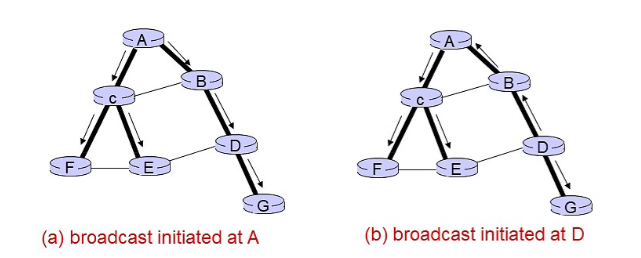 A
B
c
D
F
E
G
(a) broadcast initiated at A
A
B
c
D
F
E
G
(b) broadcast initiated at D